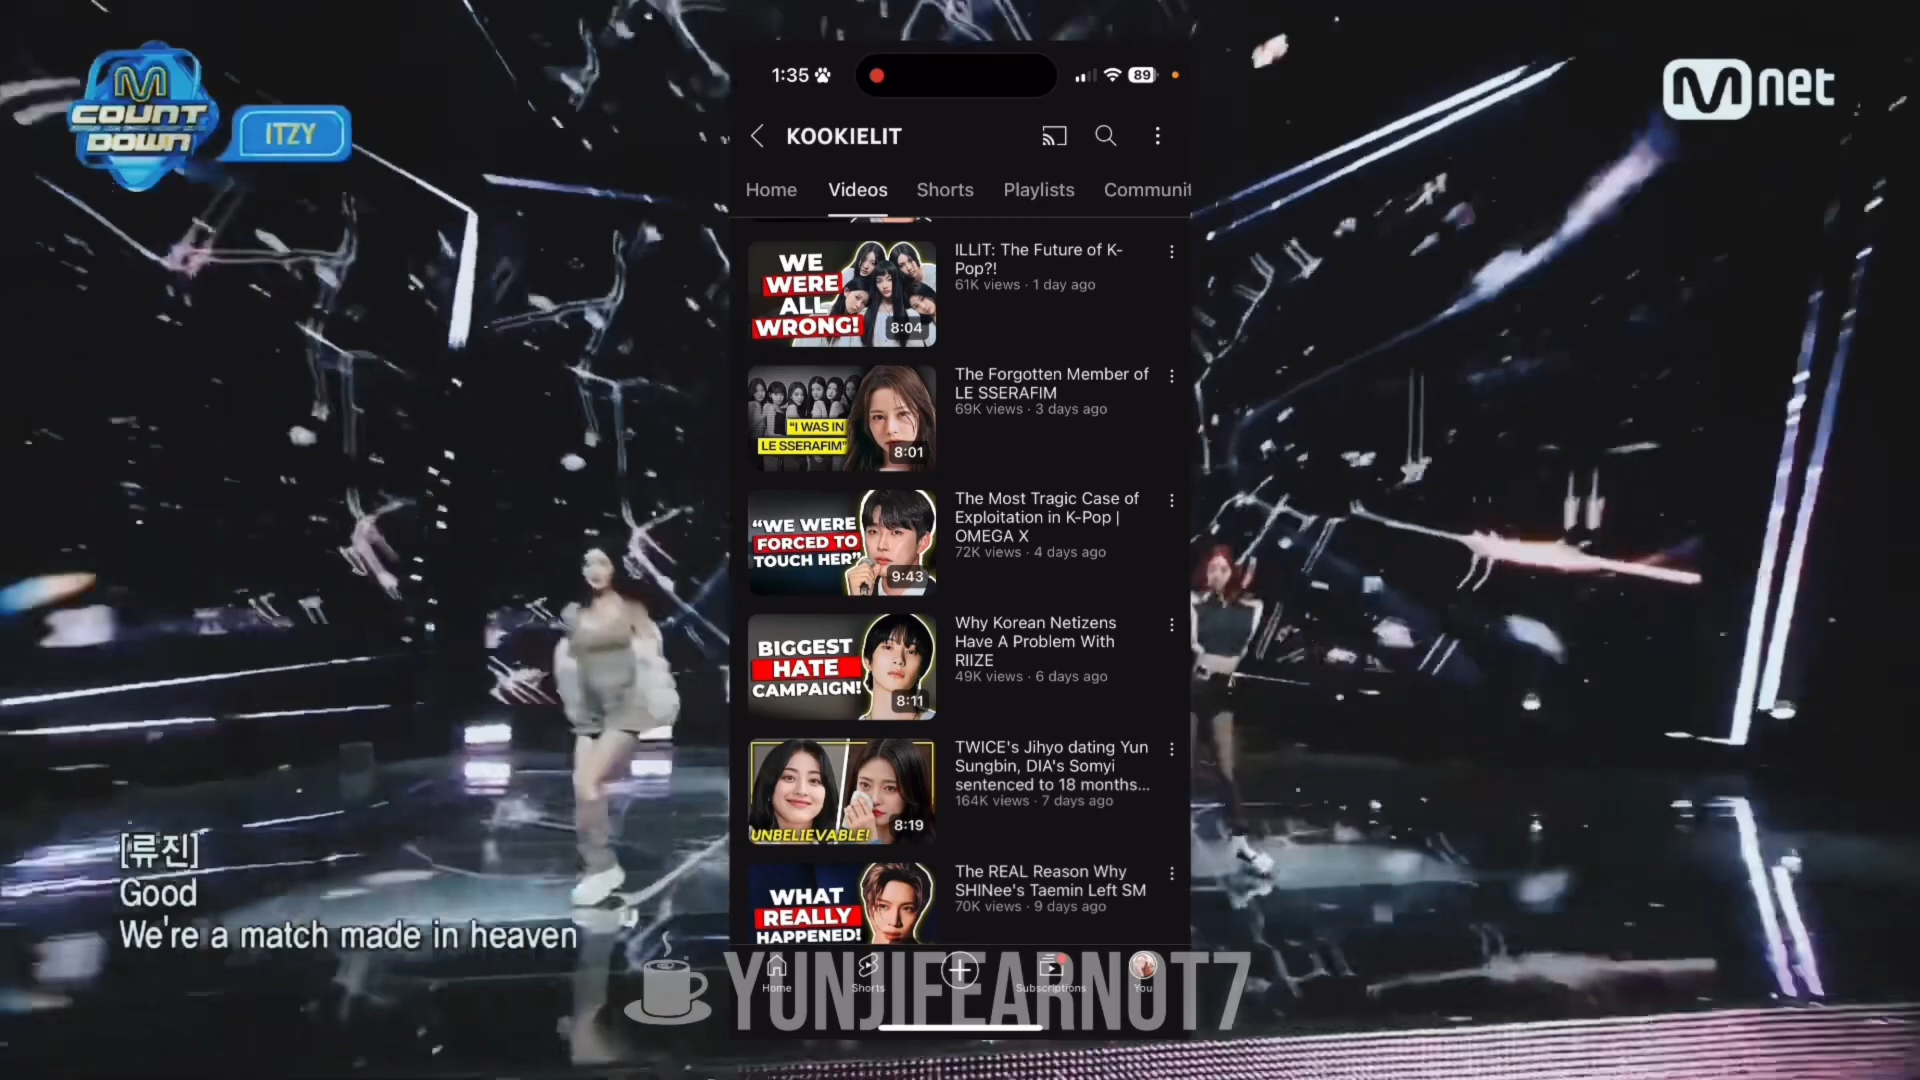 M
COUNT
DOWN
ITZY
Mnet
1:35
89
KOOKIELIT
Home
Videos
Shorts
Playlists
Communit
WE
WERE
ALL
WRONG!
8:04
ILLIT: The Future of K-
Pop?!
61K views · 1 day ago
"I WAS IN
LE SSERAFIM"
8:01
The Forgotten Member of
LE SSERAFIM
69K views · 3 days ago
"WE WERE
FORCED TO
TOUCH HER"
9:43
The Most Tragic Case of
Exploitation in K-Pop |
OMEGA X
72K views · 4 days ago
BIGGEST
HATE
CAMPAIGN!
8:11
Why Korean Netizens
Have A Problem With
RIIZE
49K views · 6 days ago
UNBELIEVABLE!
8:19
TWICE's Jihyo dating Yun
Sungbin, DIA's Somyi
sentenced to 18 months...
164K views · 7 days ago
WHAT
REALLY
HAPPENED!
The REAL Reason Why
SHINee's Taemin Left SM
70K views · 9 days ago
[류진]
Good
We're a match made in heaven
Home
Shorts
Subscriptions
You
YUNJIFEARNOT7